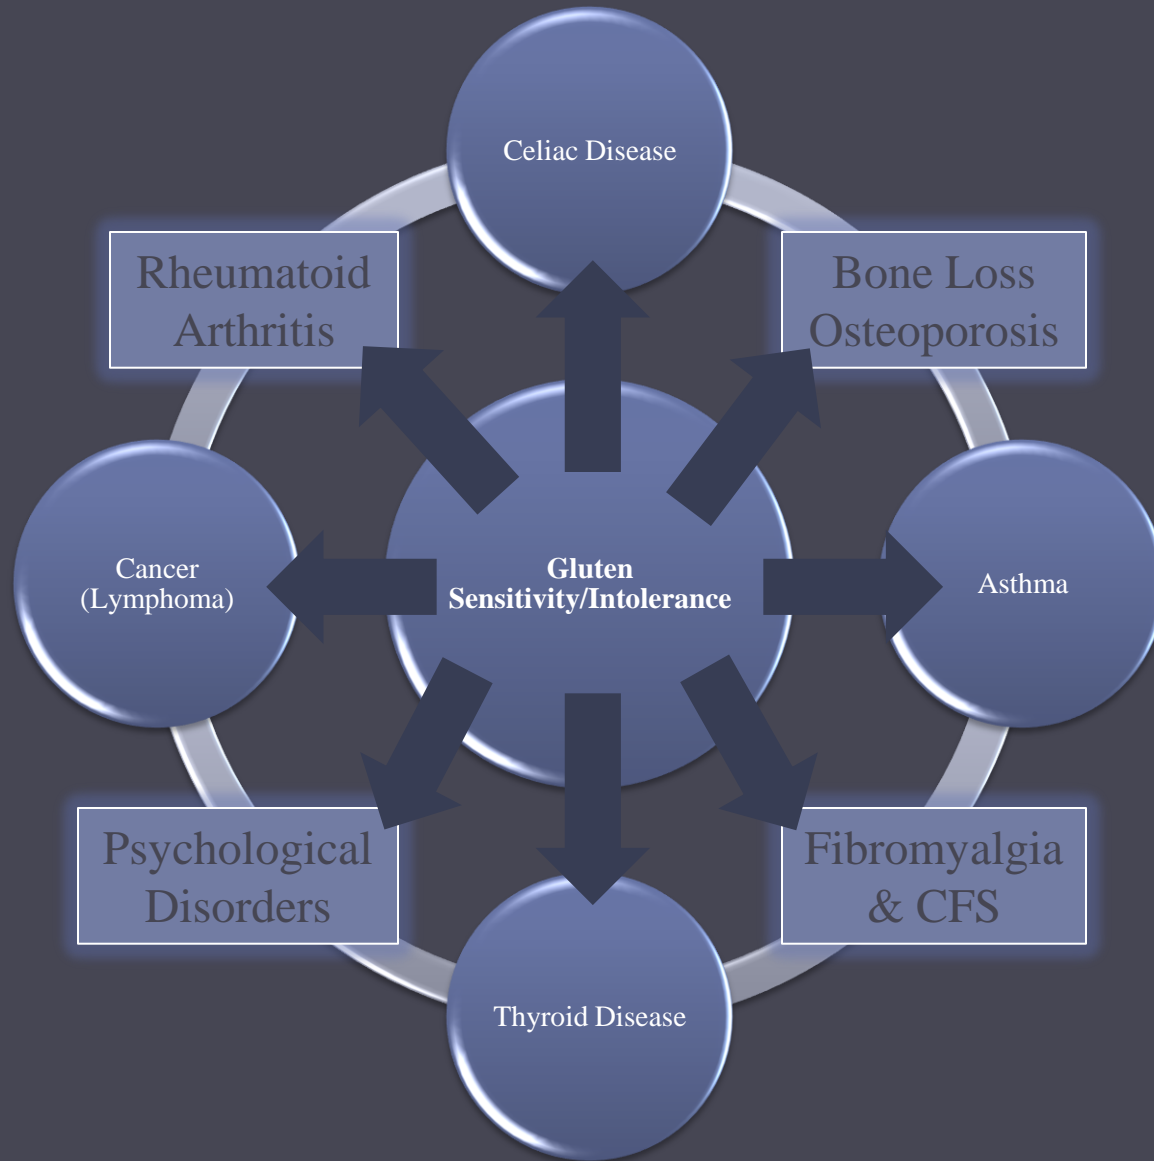 Celiac Disease
Rheumatoid
Arthritis
Bone Loss
Osteoporosis
Cancer
(Lymphoma)
Gluten
Sensitivity/Intolerance
Asthma
Psychological
Disorders
Fibromyalgia
& CFS
Thyroid Disease